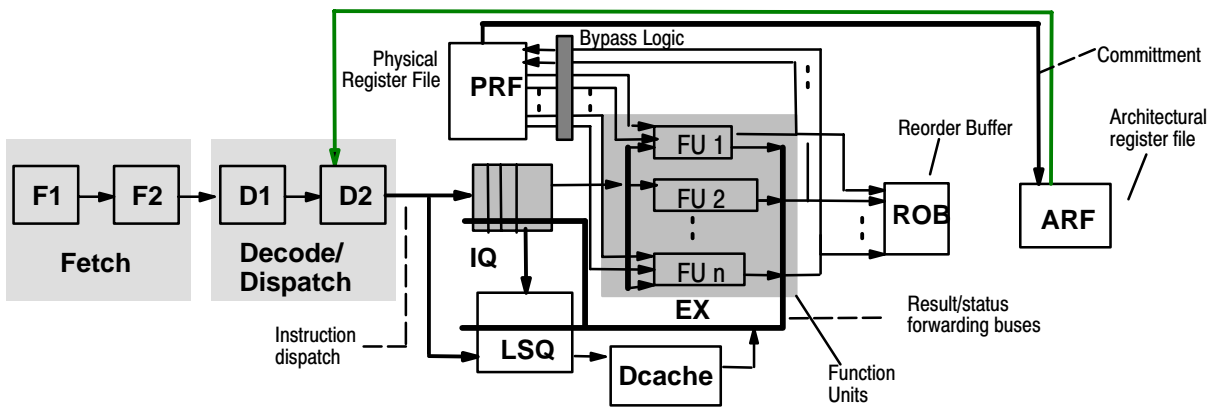 Bypass Logic
Physical
Register File
PRF
Committment
Architectural
register file
Reorder Buffer
F1
F2
D1
D2
FU 1
FU 2
FU n
ROB
ARF
Fetch
Decode/
Dispatch
IQ
EX
Instruction
dispatch
LSQ
Dcache
Result/status
forwarding buses
Function
Units